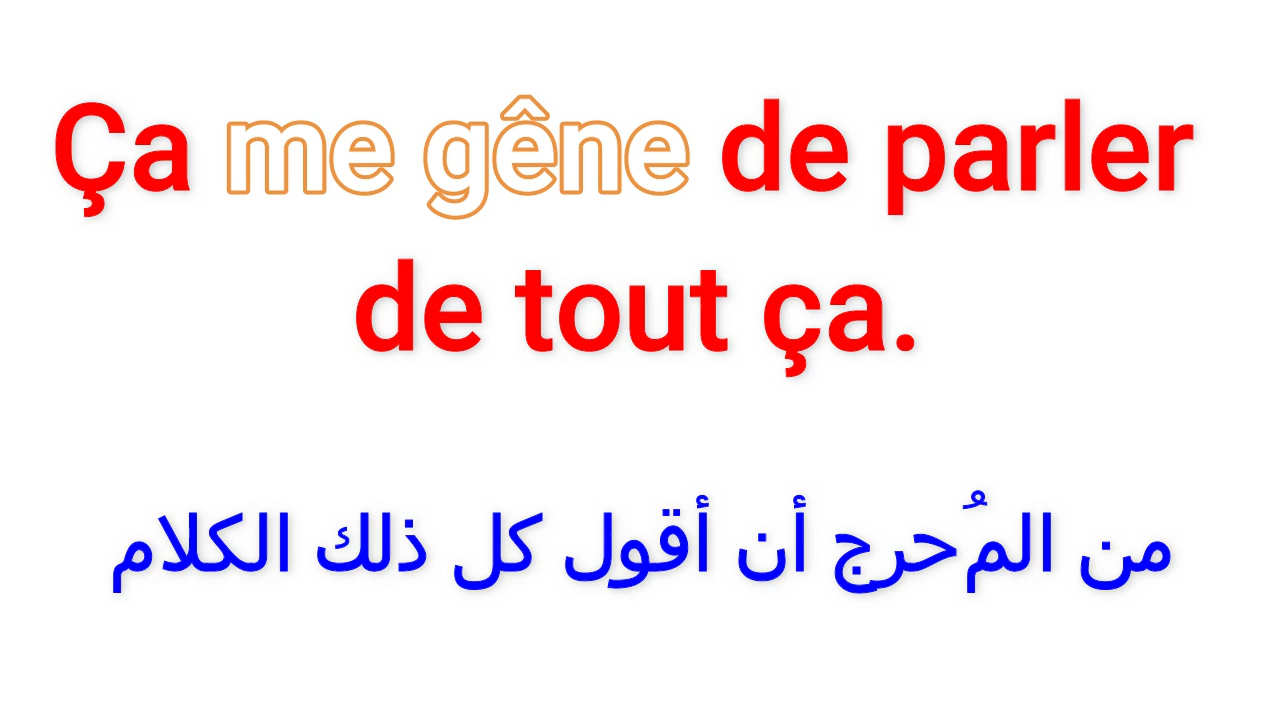 Ça me gêne de parler
de tout ça.
من المُحرج أن أقول كل ذلك الكلام